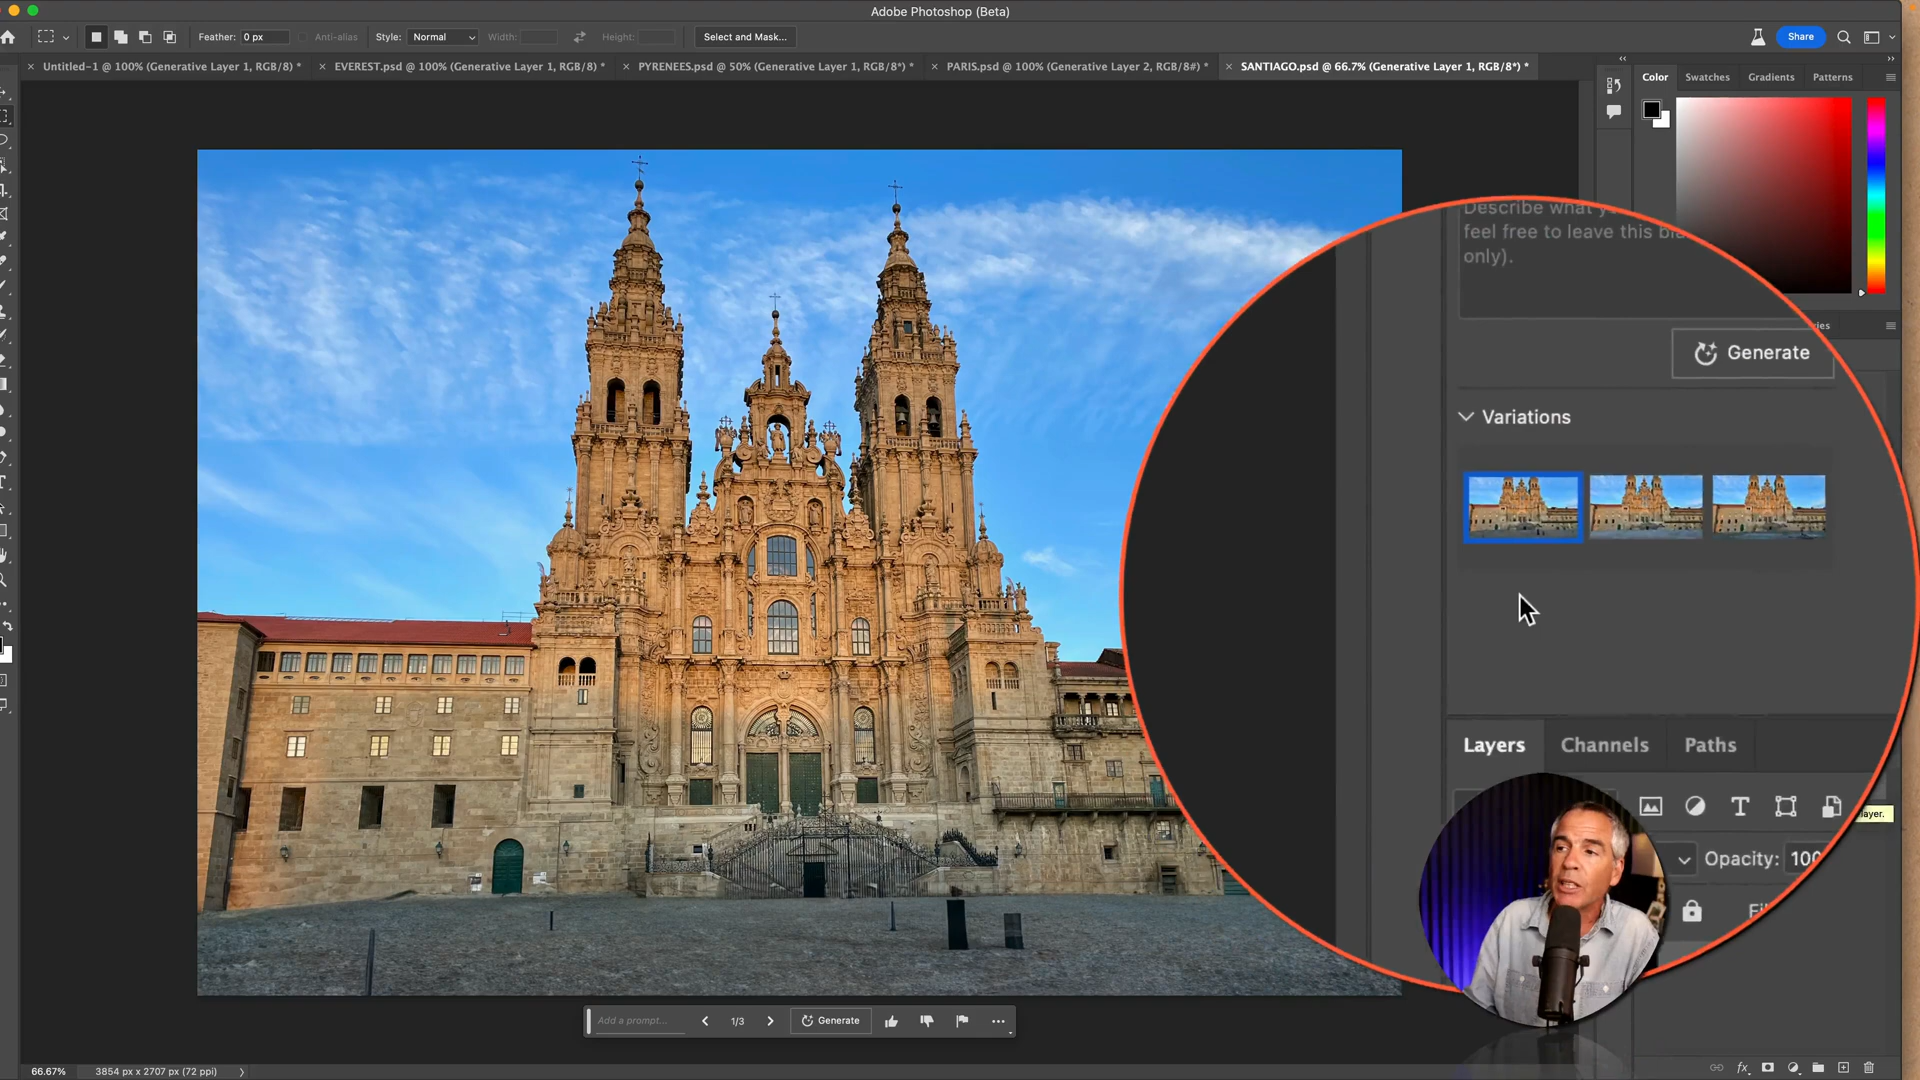 Adobe Photoshop (Beta)
Feather: 0 px Anti-alias Style: Normal Width: Height: Select and Mask... Share
× Untitled-1 @ 100% (Generative Layer 1, RGB/8) * × EVEREST.psd @ 100% (Generative Layer 1, RGB/8) * × PYRENEES.psd @ 50% (Generative Layer 1, RGB/8*) * × PARIS.psd @ 100% (Generative Layer 2, RGB/8#) * × SANTIAGO.psd @ 66.7% (Generative Layer 1, RGB/8*) *
Color Swatches Gradients Patterns
Describe what
feel free to leave this
only).
Generate
Variations
Layers Channels Paths
layer.
Opacity: 100
Add a prompt... 1/3 Generate
66.67% 3854 px x 2707 px (72 ppi)
fx